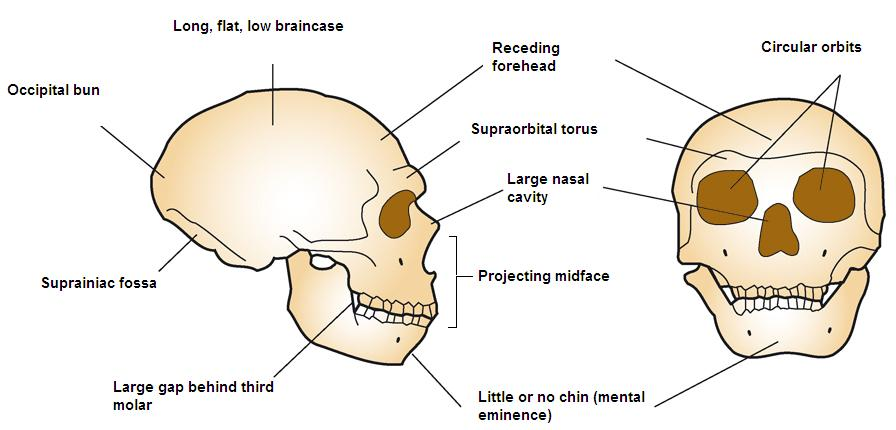 Long, flat, low braincase
Receding
forehead
Circular orbits
Occipital bun
Supraorbital torus
Large nasal
cavity
Suprainiac fossa
Projecting midface
Large gap behind third
molar
Little or no chin (mental
eminence)